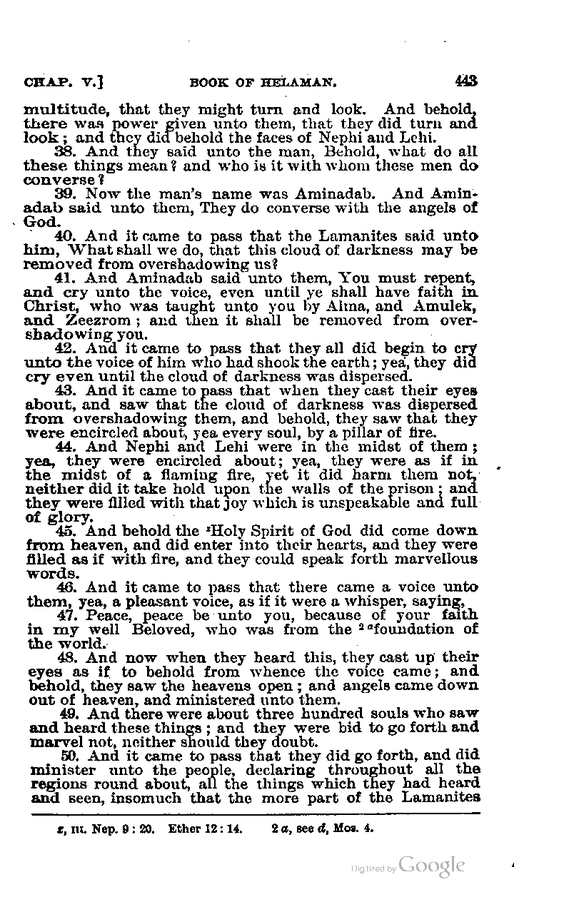 CHAP. V.] BOOK OF HELAMAN. 443
multitude, that they might turn and look. And behold,
there was power given unto them, that they did turn and
look; and they did behold the faces of Nephi and Lehi.
38. And they said unto the man, Behold, what do all
these things mean? and who is it with whom these men do
converse?
39. Now the man's name was Aminadab. And Amin-
adab said unto them, They do converse with the angels of
God.
40. And it came to pass that the Lamanites said unto
him, What shall we do, that this cloud of darkness may be
removed from overshadowing us?
41. And Aminadab said unto them, You must repent,
and cry unto the voice, even until ye shall have faith in
Christ, who was taught unto you by Alma, and Amulek,
and Zeezrom; and then it shall be removed from over-
shadowing you.
42. And it came to pass that they all did begin to cry
unto the voice of him who had shook the earth; yea, they did
cry even until the cloud of darkness was dispersed.
43. And it came to pass that when they cast their eyes
about, and saw that the cloud of darkness was dispersed
from overshadowing them, and behold, they saw that they
were encircled about, yea every soul, by a pillar of fire.
44. And Nephi and Lehi were in the midst of them;
yea, they were encircled about; yea, they were as if in
the midst of a flaming fire, yet it did harm them not,
neither did it take hold upon the walls of the prison; and
they were filled with that joy which is unspeakable and full
of glory.
45. And behold the ᶻHoly Spirit of God did come down
from heaven, and did enter into their hearts, and they were
filled as if with fire, and they could speak forth marvellous
words.
46. And it came to pass that there came a voice unto
them, yea, a pleasant voice, as if it were a whisper, saying,
47. Peace, peace be unto you, because of your faith
in my well Beloved, who was from the ²ᵃfoundation of
the world.
48. And now when they heard this, they cast up their
eyes as if to behold from whence the voice came; and
behold, they saw the heavens open; and angels came down
out of heaven, and ministered unto them.
49. And there were about three hundred souls who saw
and heard these things; and they were bid to go forth and
marvel not, neither should they doubt.
50. And it came to pass that they did go forth, and did
minister unto the people, declaring throughout all the
regions round about, all the things which they had heard
and seen, insomuch that the more part of the Lamanites
z, III. Nep. 9:20. Ether 12:14. 2 a, see d, Mos. 4.
Digitized by Google